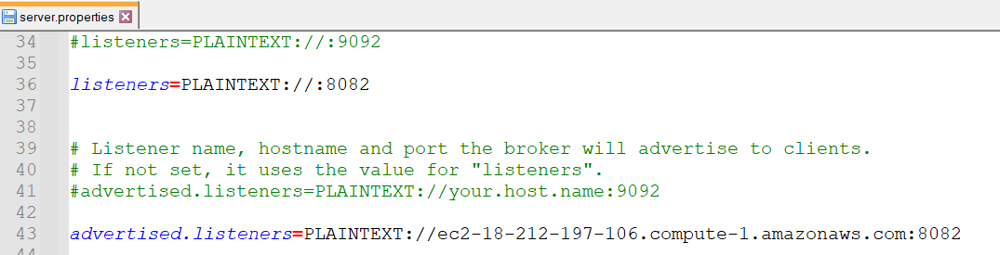 server.properties
34 #listeners=PLAINTEXT://:9092
35
36 listeners=PLAINTEXT://:8082
37
38
39 # Listener name, hostname and port the broker will advertise to clients.
40 # If not set, it uses the value for "listeners".
41 #advertised.listeners=PLAINTEXT://your.host.name:9092
42
43 advertised.listeners=PLAINTEXT://ec2-18-212-197-106.compute-1.amazonaws.com:8082
44